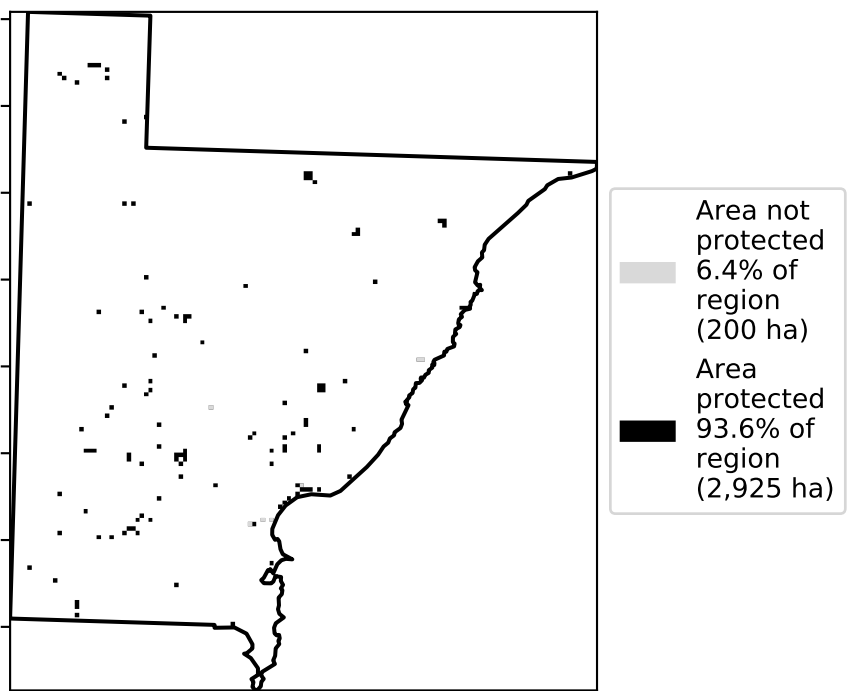 Area not
protected
6.4% of
region
(200 ha)
Area
protected
93.6% of
region
(2,925 ha)